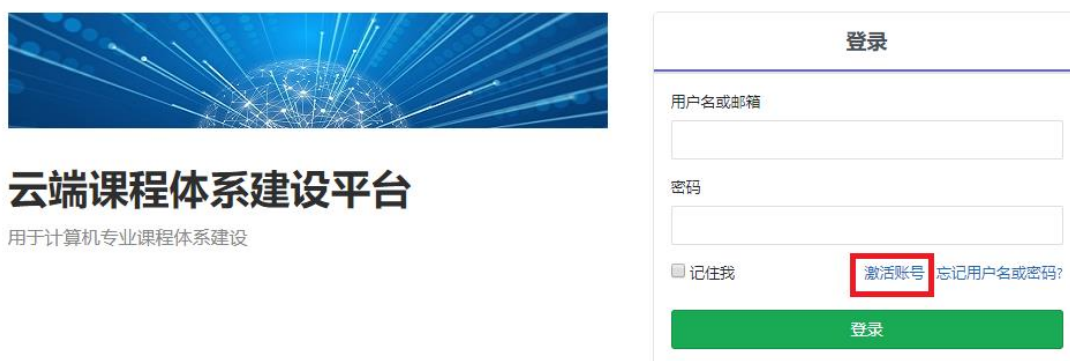 云端课程体系建设平台
用于计算机专业课程体系建设
登录
用户名或邮箱
密码
记住我 激活账号 忘记用户名或密码?
登录